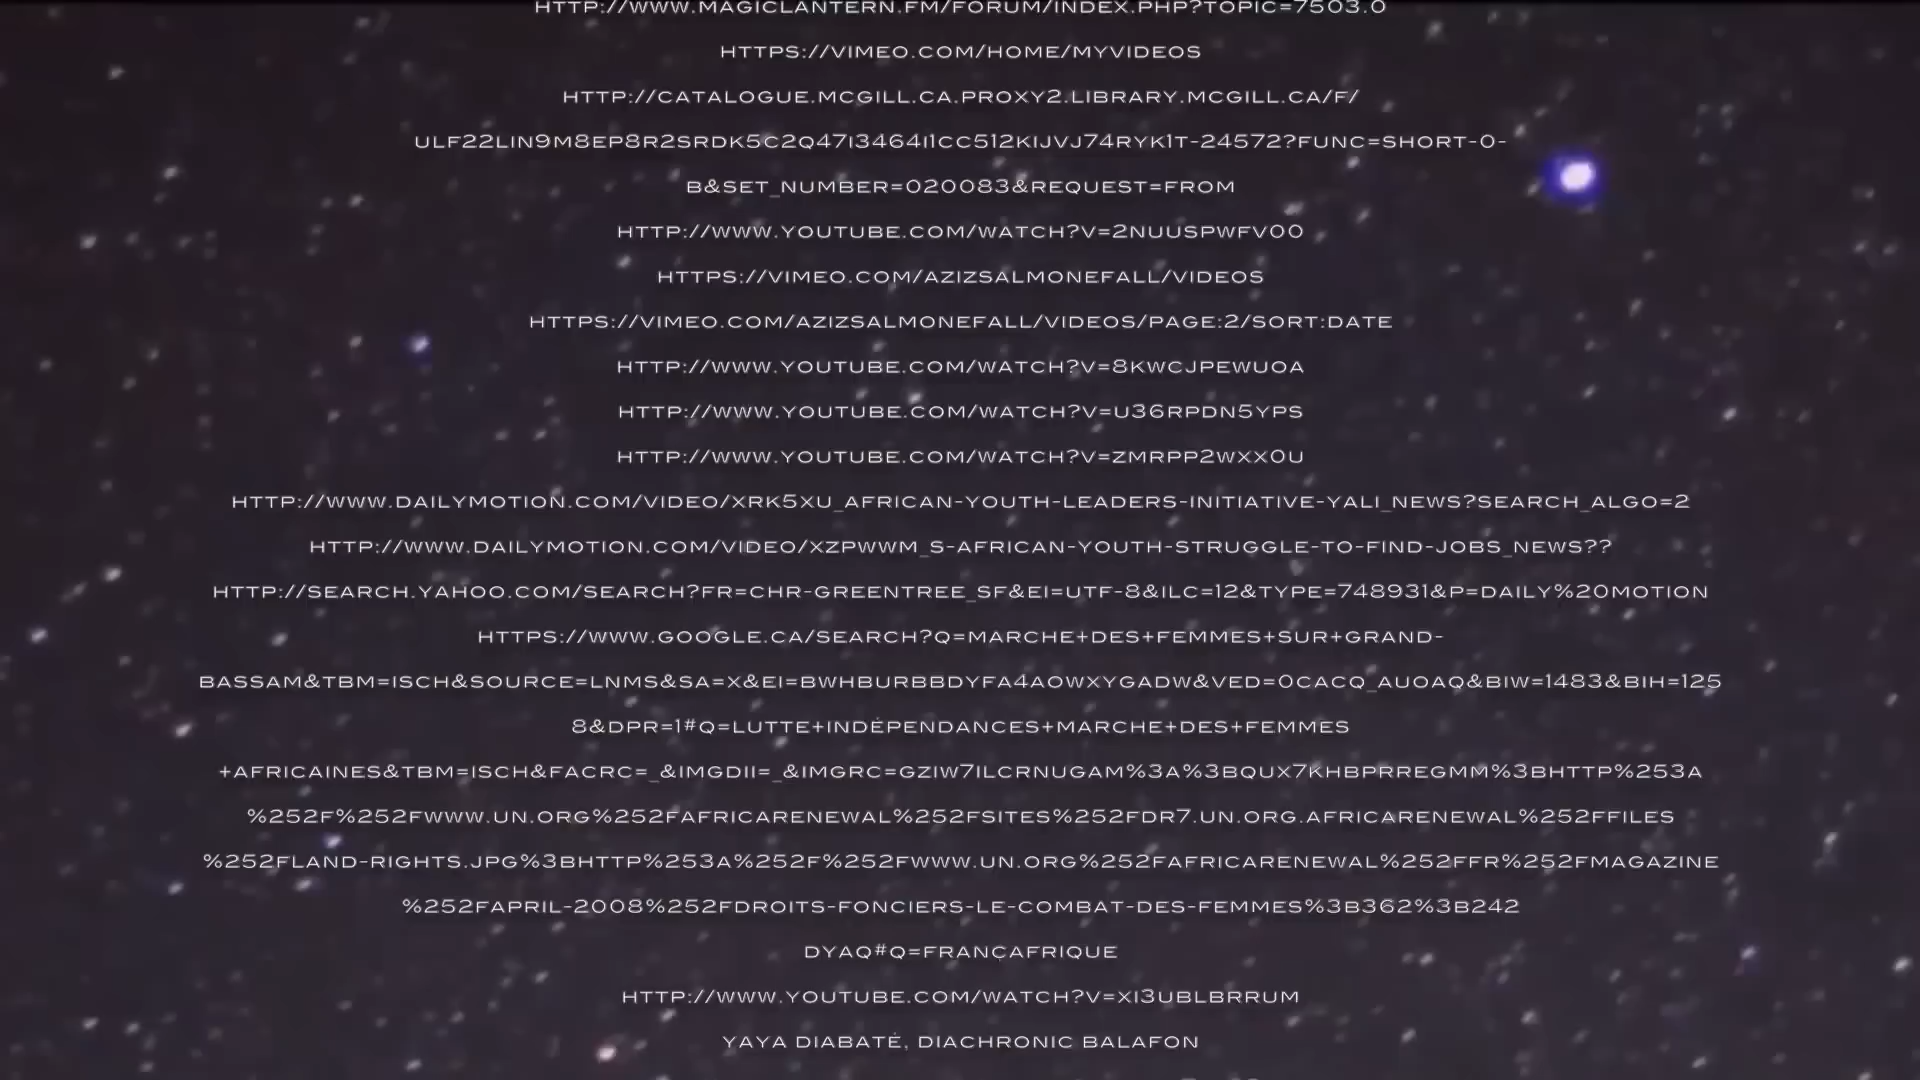 HTTP://WWW.MAGICLANTERN.FM/FORUM/INDEX.PHP?TOPIC=7503.0
HTTPS://VIMEO.COM/HOME/MYVIDEOS
HTTP://CATALOGUE.MCGILL.CA.PROXY2.LIBRARY.MCGILL.CA/F/
ULF22LIN9M8EP8R2SRDK5C2Q47I3464I1CC512KIJVJ74RYK1T-24572?FUNC=SHORT-0-
B&SET_NUMBER=020083&REQUEST=FROM
HTTP://WWW.YOUTUBE.COM/WATCH?V=2NUUSPWFV00
HTTPS://VIMEO.COM/AZIZSALMONEFALL/VIDEOS
HTTPS://VIMEO.COM/AZIZSALMONEFALL/VIDEOS/PAGE:2/SORT:DATE
HTTP://WWW.YOUTUBE.COM/WATCH?V=8KWCJPEWUOA
HTTP://WWW.YOUTUBE.COM/WATCH?V=U36RPDN5YPS
HTTP://WWW.YOUTUBE.COM/WATCH?V=ZMRPP2WXX0U
HTTP://WWW.DAILYMOTION.COM/VIDEO/XRK5XU_AFRICAN-YOUTH-LEADERS-INITIATIVE-YALI_NEWS?SEARCH_ALGO=2
HTTP://WWW.DAILYMOTION.COM/VIDEO/XZPWWM_S-AFRICAN-YOUTH-STRUGGLE-TO-FIND-JOBS_NEWS??
HTTP://SEARCH.YAHOO.COM/SEARCH?FR=CHR-GREENTREE_SF&EI=UTF-8&ILC=12&TYPE=748931&P=DAILY%20MOTION
HTTPS://WWW.GOOGLE.CA/SEARCH?Q=MARCHE+DES+FEMMES+SUR+GRAND-
BASSAM&TBM=ISCH&SOURCE=LNMS&SA=X&EI=BWHBURBBDYFA4AOWXYGADW&VED=0CACQ_AUOAQ&BIW=1483&BIH=125
8&DPR=1#Q=LUTTE+INDÉPENDANCES+MARCHE+DES+FEMMES
+AFRICAINES&TBM=ISCH&FACRC=_&IMGDII=_&IMGRC=GZIW7ILCRNUGAM%3A%3BQUX7KHBPRREGMM%3BHTTP%253A
%252F%252FWWW.UN.ORG%252FAFRICARENEWAL%252FSITES%252FDR7.UN.ORG.AFRICARENEWAL%252FFILES
%252FLAND-RIGHTS.JPG%3BHTTP%253A%252F%252FWWW.UN.ORG%252FAFRICARENEWAL%252FFR%252FMAGAZINE
%252FAPRIL-2008%252FDROITS-FONCIERS-LE-COMBAT-DES-FEMMES%3B362%3B242
DYAQ#Q=FRANÇAFRIQUE
HTTP://WWW.YOUTUBE.COM/WATCH?V=XI3UBLBRRUM
YAYA DIABATÉ, DIACHRONIC BALAFON